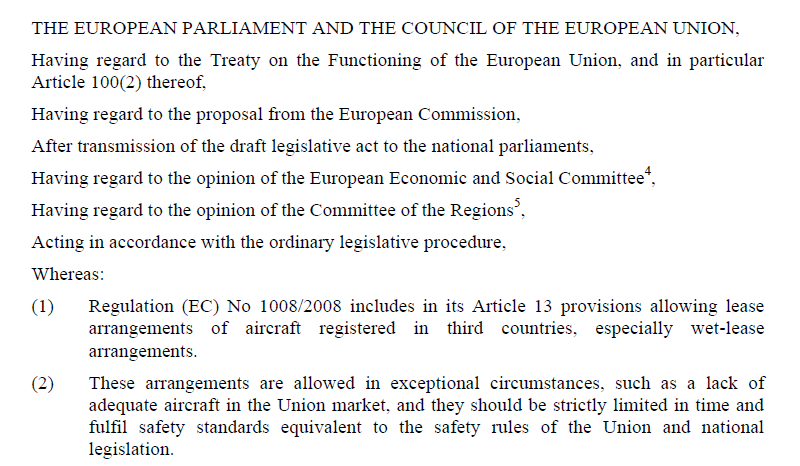 THE EUROPEAN PARLIAMENT AND THE COUNCIL OF THE EUROPEAN UNION,
Having regard to the Treaty on the Functioning of the European Union, and in particular
Article 100(2) thereof,
Having regard to the proposal from the European Commission,
After transmission of the draft legislative act to the national parliaments,
Having regard to the opinion of the European Economic and Social Committee⁴,
Having regard to the opinion of the Committee of the Regions⁵,
Acting in accordance with the ordinary legislative procedure,
Whereas:
(1) Regulation (EC) No 1008/2008 includes in its Article 13 provisions allowing lease
arrangements of aircraft registered in third countries, especially wet-lease
arrangements.
(2) These arrangements are allowed in exceptional circumstances, such as a lack of
adequate aircraft in the Union market, and they should be strictly limited in time and
fulfil safety standards equivalent to the safety rules of the Union and national
legislation.